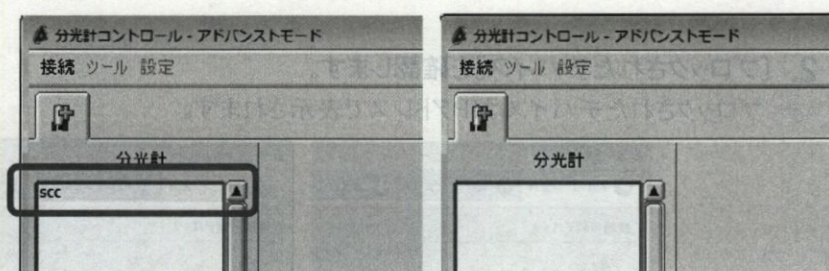 分光計コントロール - アドバンストモード
接続 ツール 設定
分光計
scc
分光計コントロール - アドバンストモード
接続 ツール 設定
分光計